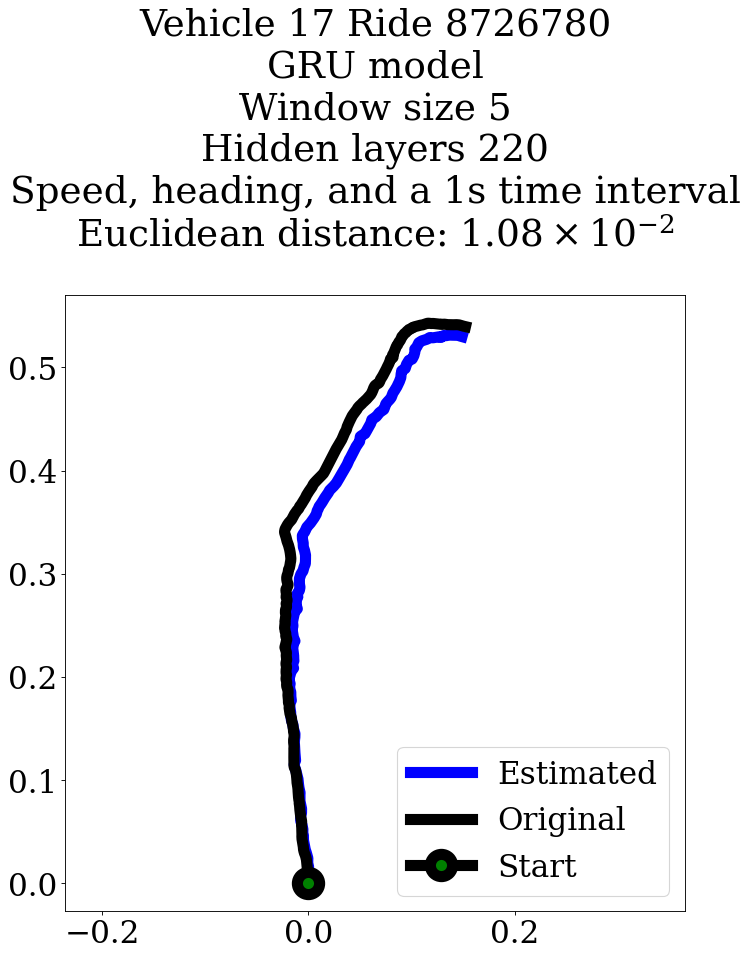 Vehicle 17 Ride 8726780
GRU model
Window size 5
Hidden layers 220
Speed, heading, and a 1s time interval
Euclidean distance: 1.08 × 10⁻²
0.5
0.4
0.3
0.2
0.1
0.0
−0.2 0.0 0.2
Estimated
Original
Start